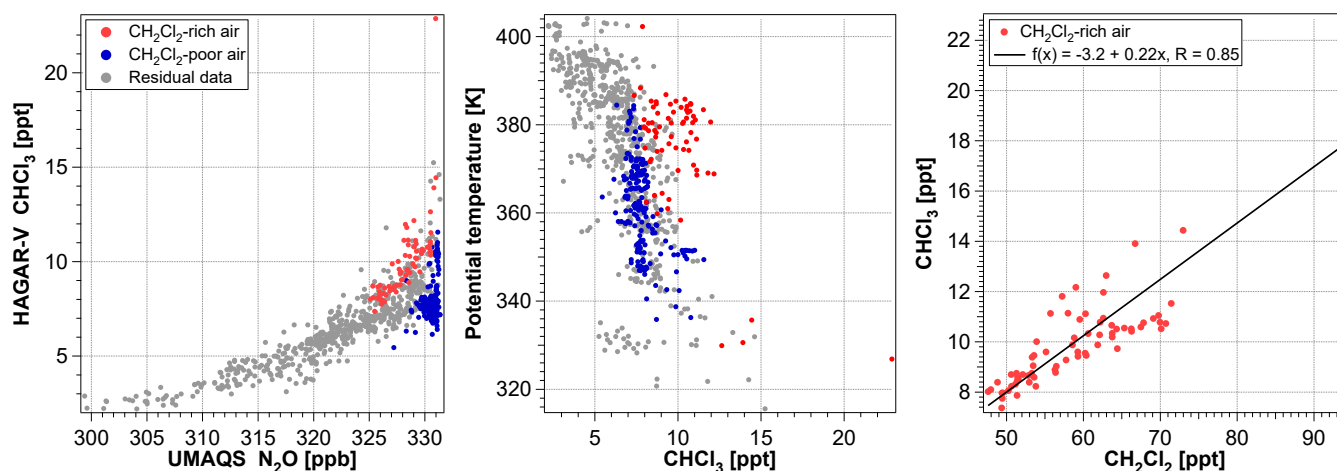 HAGAR-V CHCl₃ [ppt]
20
15
10
5
CH₂Cl₂-rich air
CH₂Cl₂-poor air
Residual data
300 305 310 315 320 325 330
UMAQS N₂O [ppb]
Potential temperature [K]
400
380
360
340
320
5 10 15 20
CHCl₃ [ppt]
CHCl₃ [ppt]
22
20
18
16
14
12
10
8
CH₂Cl₂-rich air
f(x) = -3.2 + 0.22x, R = 0.85
50 60 70 80 90
CH₂Cl₂ [ppt]